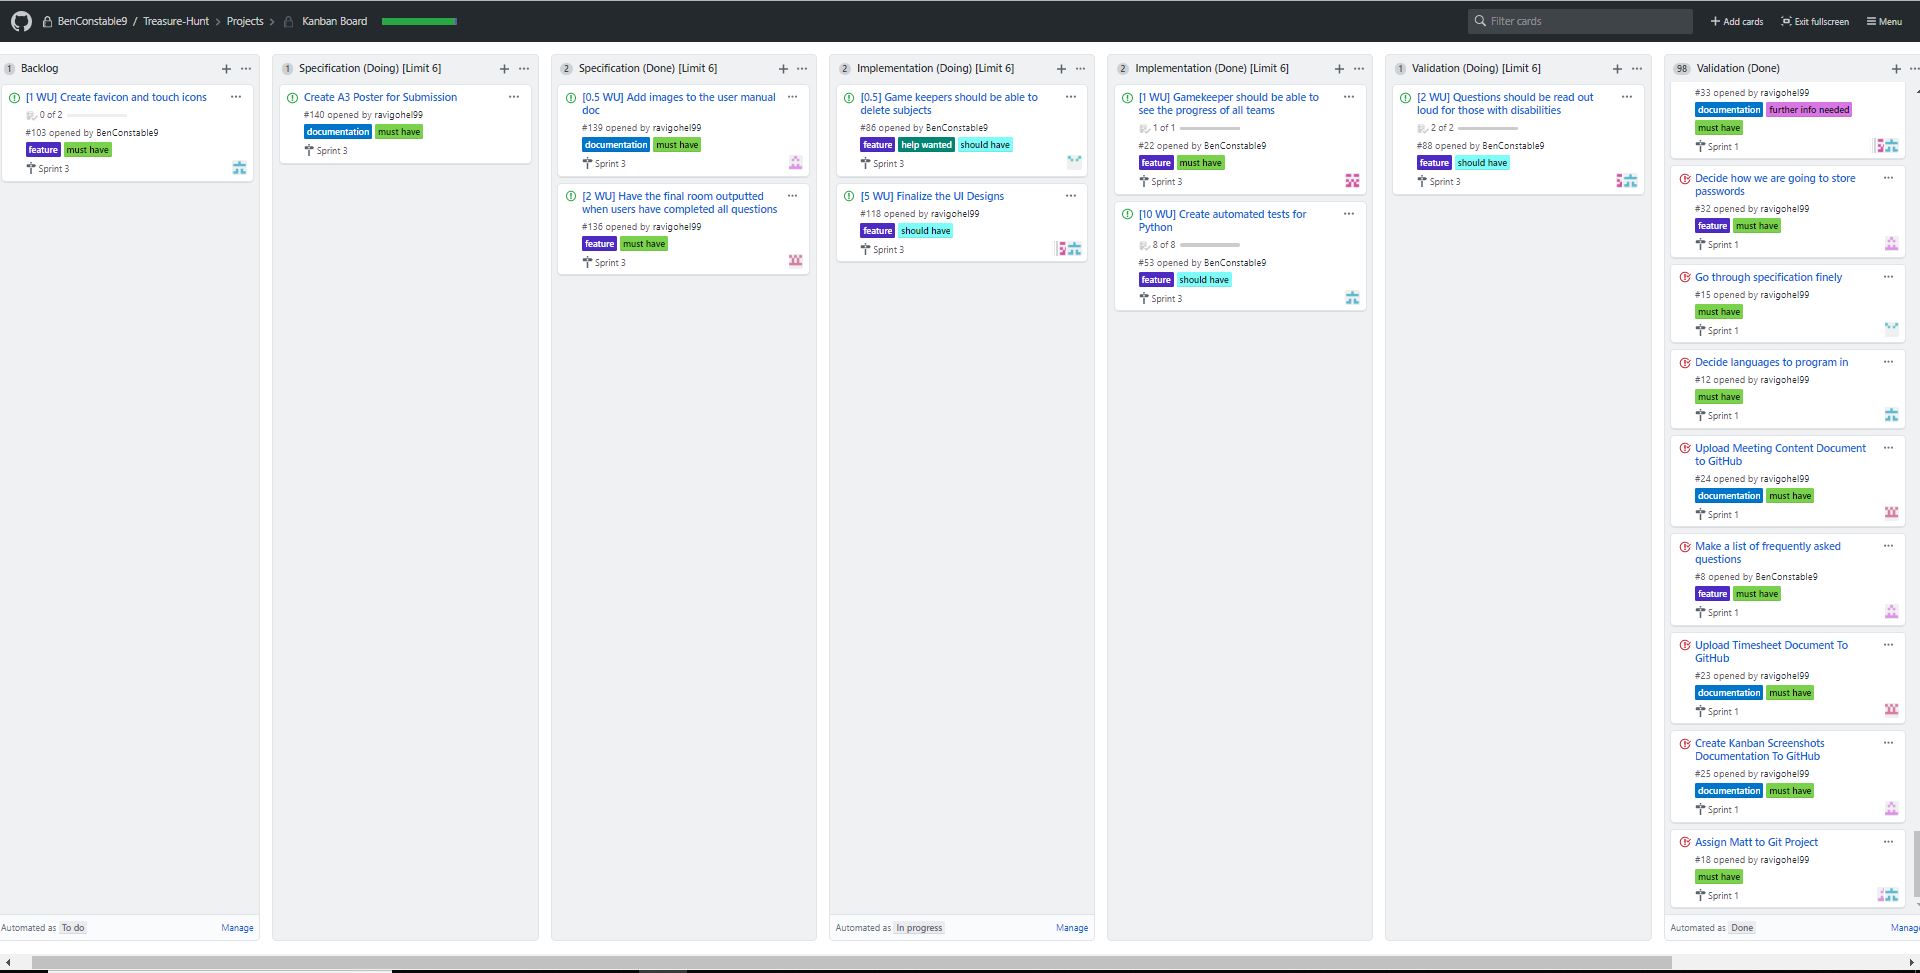 BenConstable9 / Treasure-Hunt > Projects > Kanban Board
Filter cards
+ Add cards
Exit fullscreen
Menu
1 Backlog
[1 WU] Create favicon and touch icons
0 of 2
#103 opened by BenConstable9
feature must have
Sprint 3
Automated as To do
Manage
1 Specification (Doing) [Limit 6]
Create A3 Poster for Submission
#140 opened by ravigohel99
documentation must have
Sprint 3
2 Specification (Done) [Limit 6]
[0.5 WU] Add images to the user manual
doc
#139 opened by ravigohel99
documentation must have
Sprint 3
[2 WU] Have the final room outputted
when users have completed all questions
#136 opened by ravigohel99
feature must have
Sprint 3
2 Implementation (Doing) [Limit 6]
[0.5] Game keepers should be able to
delete subjects
#86 opened by BenConstable9
feature help wanted should have
Sprint 3
[5 WU] Finalize the UI Designs
#118 opened by ravigohel99
feature should have
Sprint 3
Automated as In progress
Manage
2 Implementation (Done) [Limit 6]
[1 WU] Gamekeeper should be able to
see the progress of all teams
1 of 1
#22 opened by BenConstable9
feature must have
Sprint 3
[10 WU] Create automated tests for
Python
8 of 8
#53 opened by BenConstable9
feature should have
Sprint 3
1 Validation (Doing) [Limit 6]
[2 WU] Questions should be read out
loud for those with disabilities
2 of 2
#88 opened by BenConstable9
feature should have
Sprint 3
98 Validation (Done)
#33 opened by ravigohel99
documentation further info needed
must have
Sprint 1
Decide how we are going to store
passwords
#32 opened by ravigohel99
feature must have
Sprint 1
Go through specification finely
#15 opened by ravigohel99
must have
Sprint 1
Decide languages to program in
#12 opened by ravigohel99
must have
Sprint 1
Upload Meeting Content Document
to GitHub
#24 opened by ravigohel99
documentation must have
Sprint 1
Make a list of frequently asked
questions
#8 opened by BenConstable9
feature must have
Sprint 1
Upload Timesheet Document To
GitHub
#23 opened by ravigohel99
documentation must have
Sprint 1
Create Kanban Screenshots
Documentation To GitHub
#25 opened by ravigohel99
documentation must have
Sprint 1
Assign Matt to Git Project
#18 opened by ravigohel99
must have
Sprint 1
Automated as Done
Manage